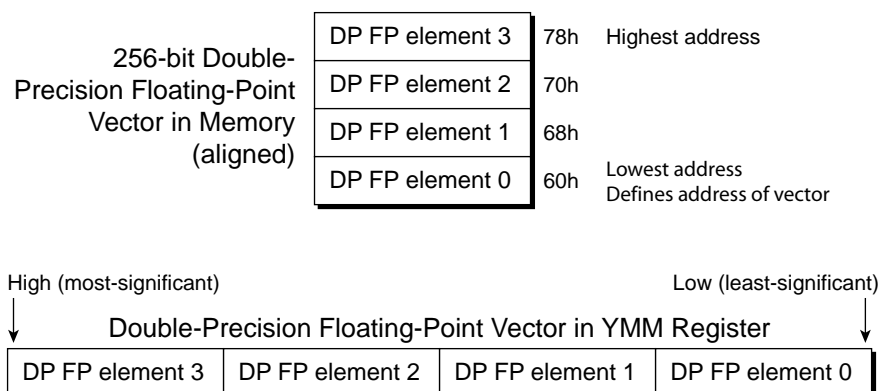 256-bit Double-
Precision Floating-Point
Vector in Memory
(aligned)
DP FP element 3 78h Highest address
DP FP element 2 70h
DP FP element 1 68h
DP FP element 0 60h Lowest address
Defines address of vector
High (most-significant) Low (least-significant)
Double-Precision Floating-Point Vector in YMM Register
DP FP element 3 DP FP element 2 DP FP element 1 DP FP element 0